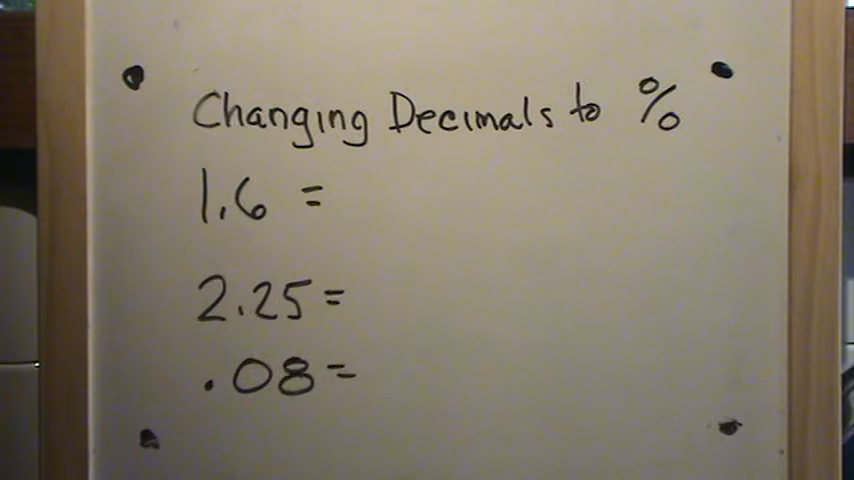 Changing Decimals to %
1.6 =
2.25 =
.08 =